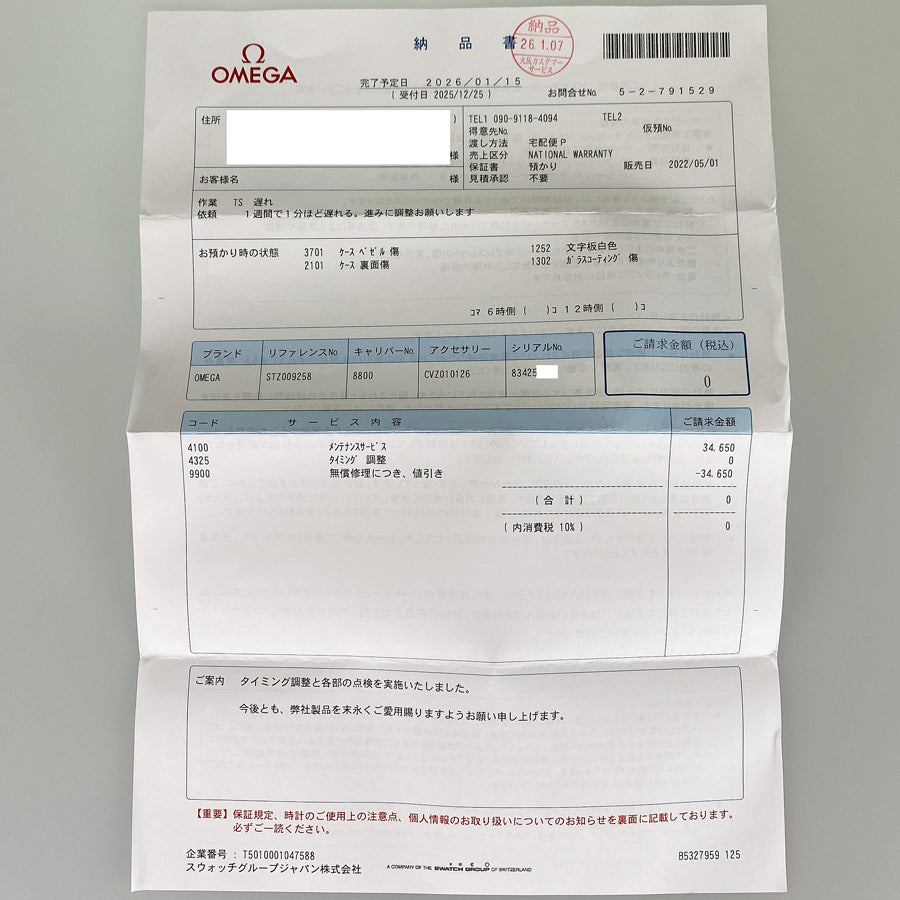 Ω
OMEGA
納品書
納品
26.1.07
大阪カスタマー
サービス
完了予定日 2026/01/15
(受付日 2025/12/25)
お問合せNo. 5-2-791529
住所
)
様
お客様名 様
TEL1 090-9118-4094 TEL2
得意先No. 仮預No.
渡し方法 宅配便P
売上区分 NATIONAL WARRANTY
保証書 預かり 販売日 2022/05/01
見積承認 不要
作業 TS 遅れ
依頼 1週間で1分ほど遅れる。進みに調整お願いします
お預かり時の状態 3701 ケース ベゼル 傷 1252 文字板白色
2101 ケース 裏面傷 1302 ガラスコーティング 傷
コマ 6時側 ( )コ 12時側 ( )コ
ブランド リファレンスNo. キャリバーNo. アクセサリー シリアルNo.
OMEGA STZ009258 8800 CVZ010126 83425
ご請求金額(税込)
0
コード サービス内容 ご請求金額
4100 メンテナンスサービス 34.650
4325 タイミング 調整 0
9900 無償修理につき、値引き -34.650
(合計) 0
(内消費税 10%) 0
ご案内 タイミング調整と各部の点検を実施いたしました。
今後とも、弊社製品を末永くご愛用賜りますようお願い申し上げます。
【重要】保証規定、時計のご使用上の注意点、個人情報のお取り扱いについてのお知らせを裏面に記載しております。
必ずご一読ください。
企業番号:T5010001047588
スウォッチグループジャパン株式会社
A COMPANY OF THE SWATCH GROUP OF SWITZERLAND
B5327959 125